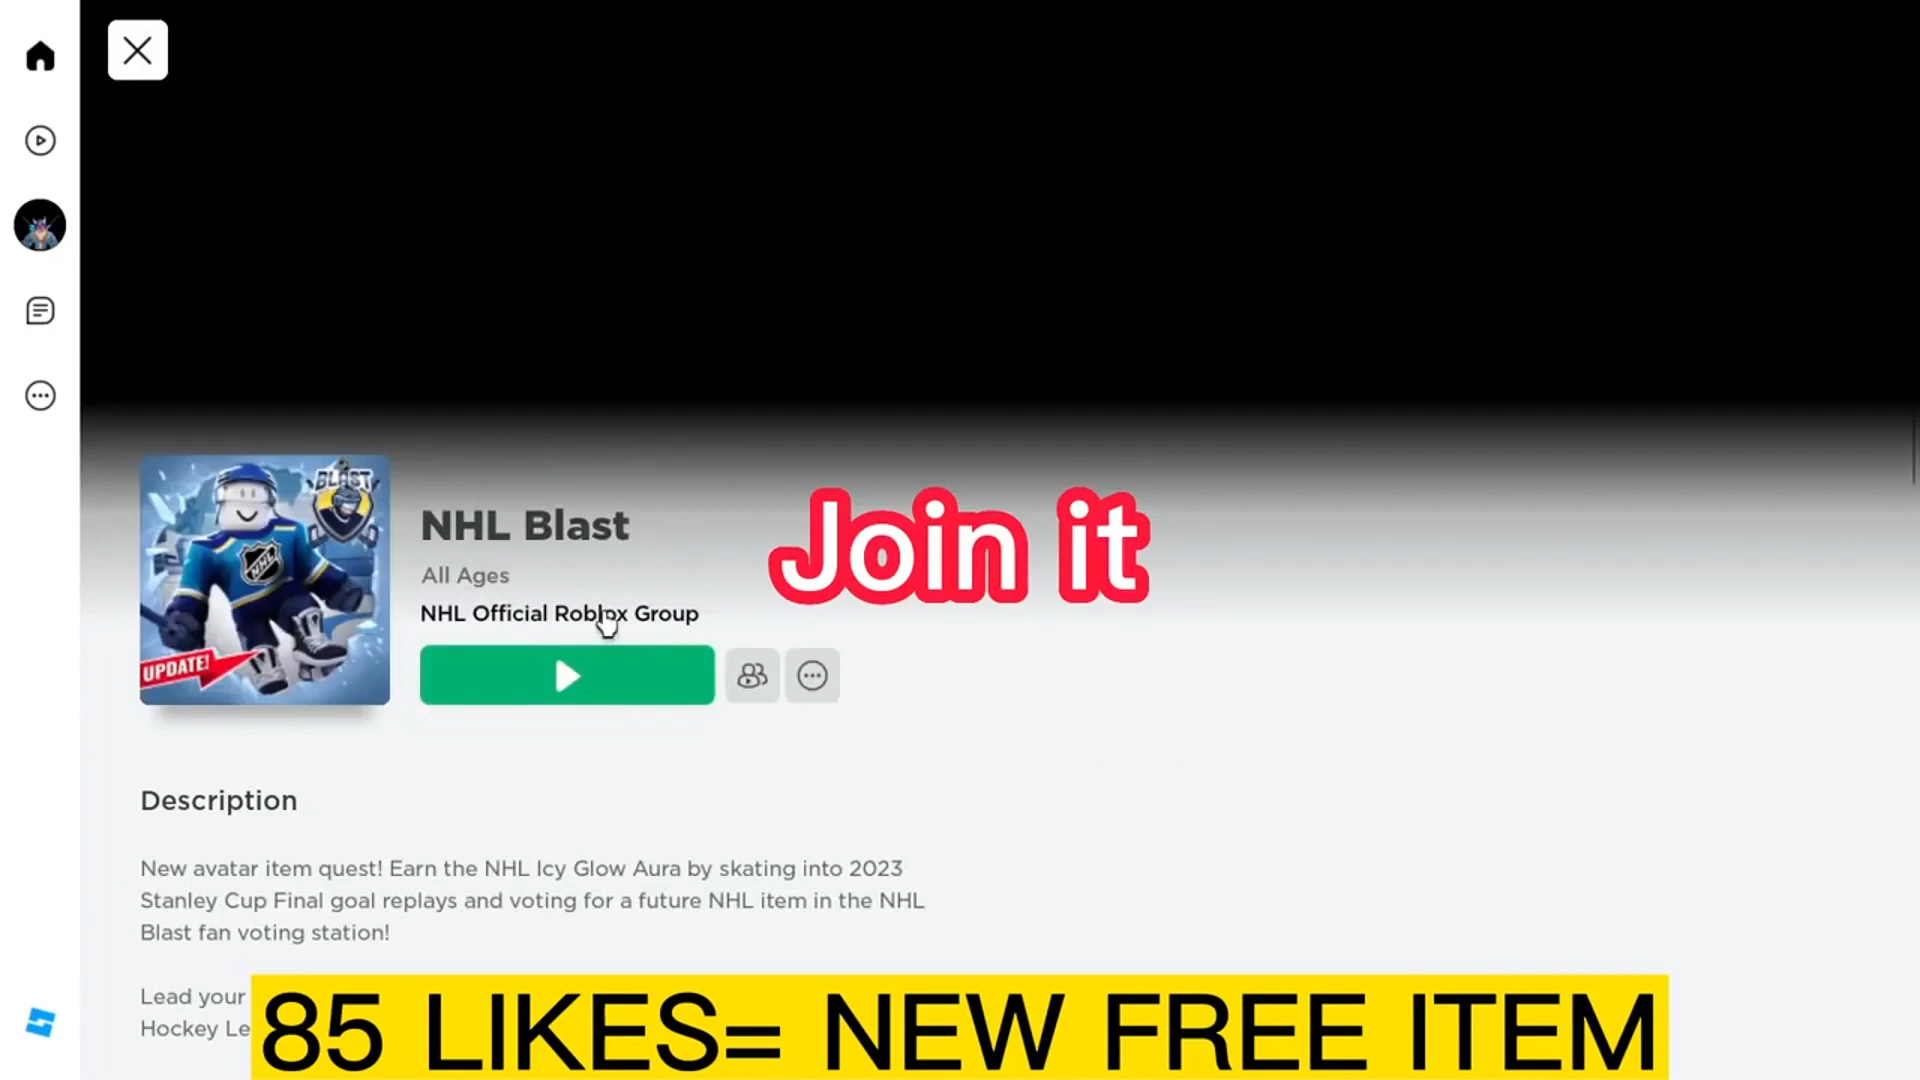 BLAST
NHL
UPDATE!
NHL Blast
All Ages
NHL Official Roblox Group
Join it
Description
New avatar item quest! Earn the NHL Icy Glow Aura by skating into 2023
Stanley Cup Final goal replays and voting for a future NHL item in the NHL
Blast fan voting station!
Lead your
Hockey Le
85 LIKES= NEW FREE ITEM